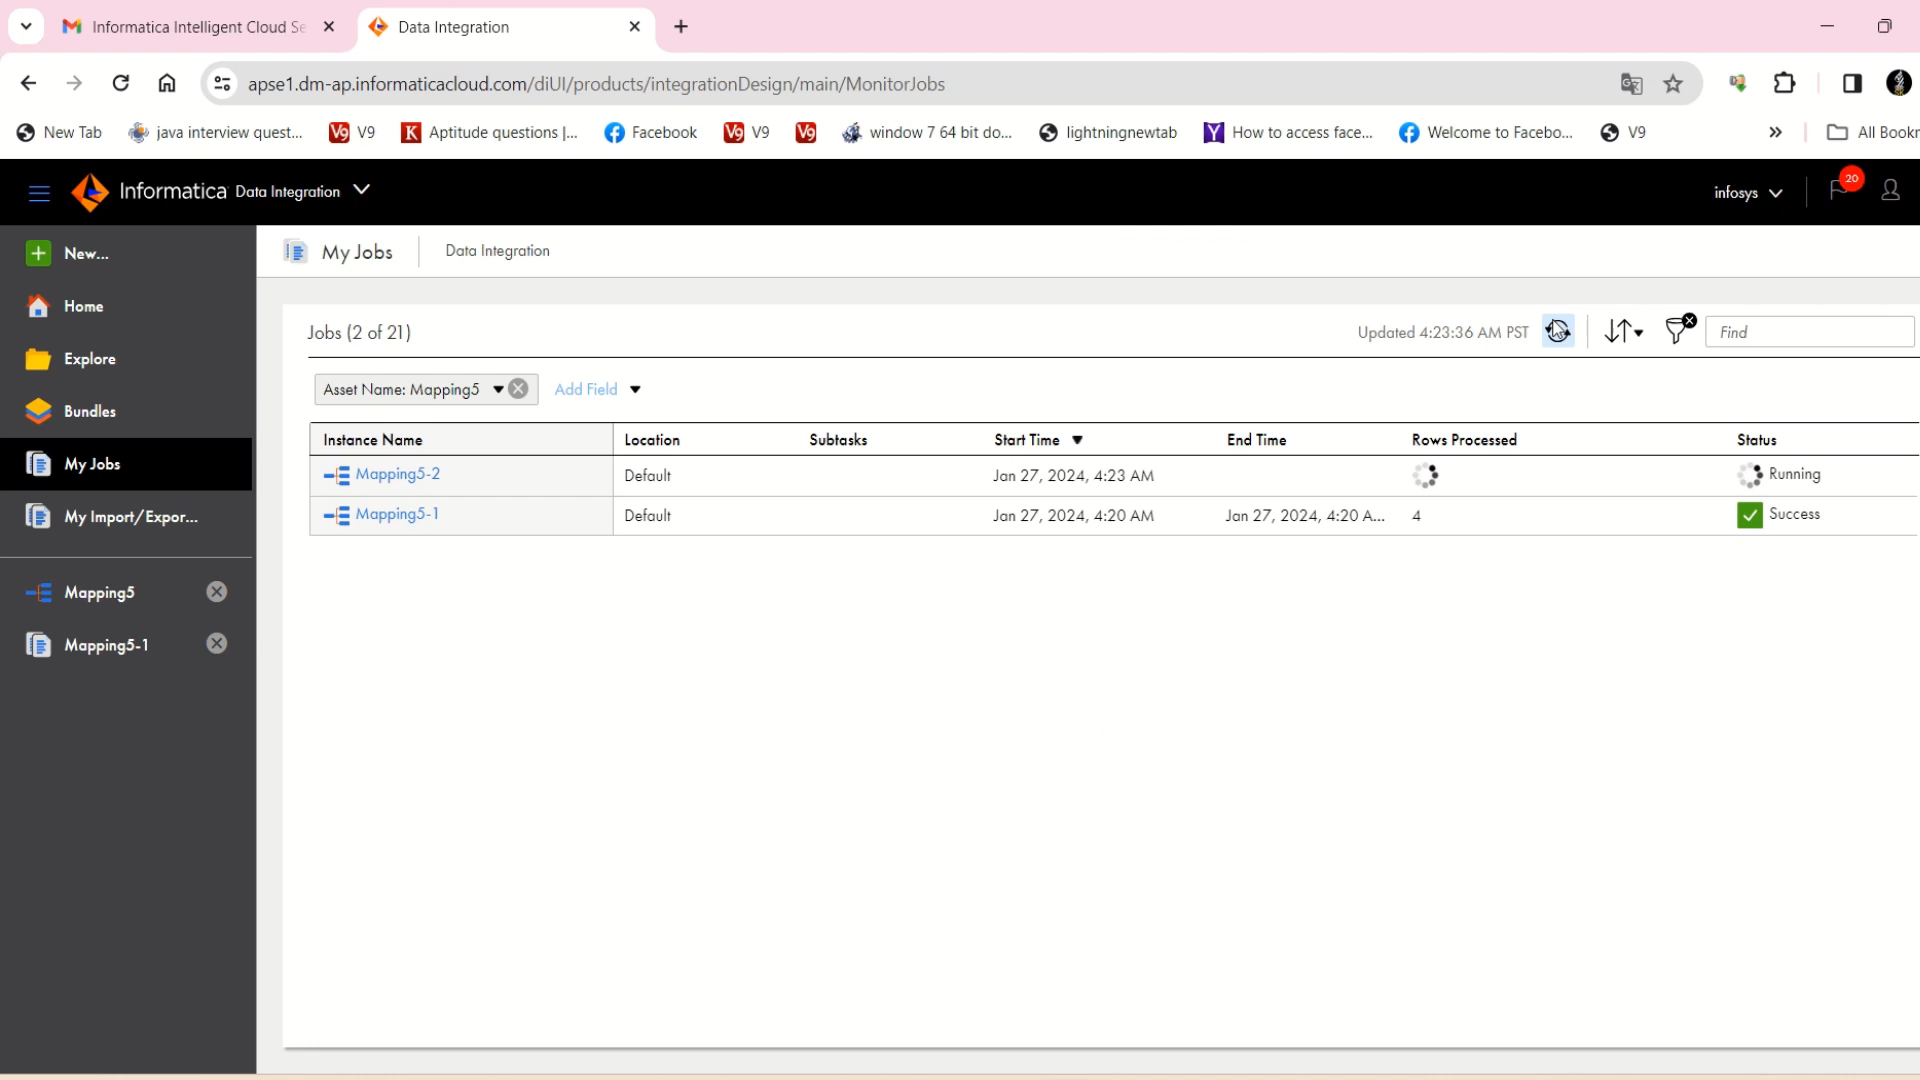 Informatica Intelligent Cloud Se
Data Integration
apse1.dm-ap.informaticacloud.com/diUI/products/integrationDesign/main/MonitorJobs
New Tab
java interview quest...
V9
Aptitude questions |...
Facebook
V9
window 7 64 bit do...
lightningnewtab
How to access face...
Welcome to Facebo...
V9
»
All Bookr
Informatica Data Integration
infosys
20
New...
Home
Explore
Bundles
My Jobs
My Import/Expor...
Mapping5
Mapping5-1
My Jobs
Data Integration
Jobs (2 of 21)
Updated 4:23:36 AM PST
Find
Asset Name: Mapping5
Add Field
Instance Name Location Subtasks Start Time End Time Rows Processed Status
Mapping5-2 Default Jan 27, 2024, 4:23 AM Running
Mapping5-1 Default Jan 27, 2024, 4:20 AM Jan 27, 2024, 4:20 A... 4 Success